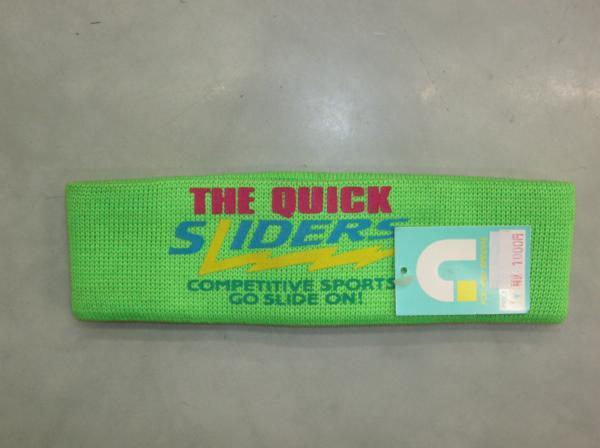 THE QUICK
SLIDERS
COMPETITIVE SPORTS
GO SLIDE ON!